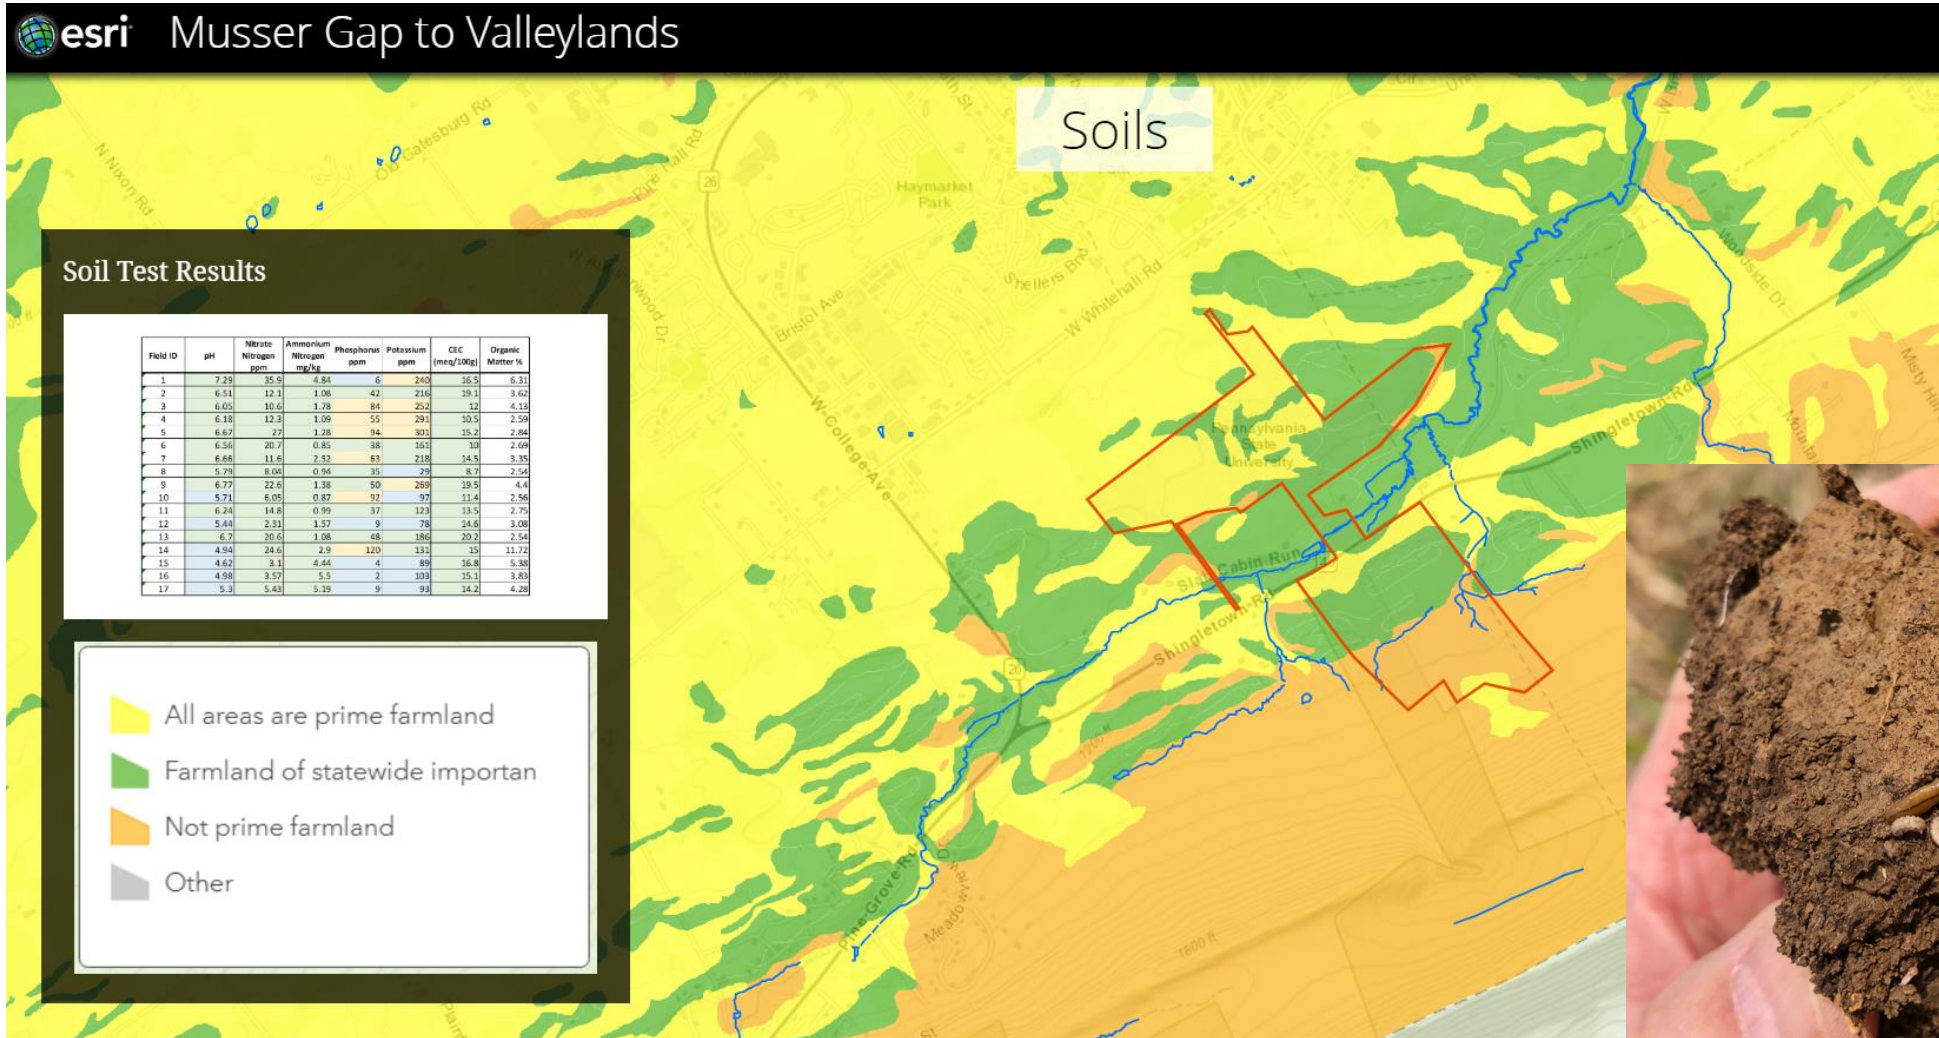 esri Musser Gap to Valleylands
Soils
N Nixon Rd
Old Gatesburg Rd
Pine Hall Rd
26
Haymarket
Park
Shellers Bnd
W Whitehall Rd
Bristol Ave
W-College-Ave
Woodside Dr
Pennsylvania
State
University
Shingletown-Rd
Slab Cabin Run
Shingletown-Rd
26
1200 ft
Pine-Grove-Rd
Meadowview
1800 ft
Soil Test Results
Field ID pH Nitrate Nitrogen ppm Ammonium Nitrogen mg/kg Phosphorus ppm Potassium ppm CEC (meq/100g) Organic Matter %
1 7.29 35.9 4.84 6 240 16.5 6.31
2 6.51 12.1 1.08 42 216 19.1 3.62
3 6.05 10.6 1.78 84 252 12 4.13
4 6.18 12.3 1.09 55 291 10.5 2.59
5 6.67 27 1.28 94 301 15.2 2.84
6 6.56 20.7 0.85 38 161 10 2.69
7 6.66 11.6 2.52 63 218 14.5 3.35
8 5.79 8.04 0.94 35 29 8.7 2.54
9 6.77 22.6 1.38 50 269 19.5 4.4
10 5.71 6.05 0.87 92 97 11.4 2.56
11 6.24 14.8 0.99 37 123 13.5 2.75
12 5.44 2.31 1.57 9 78 14.6 3.08
13 6.7 20.6 1.08 48 186 20.2 2.54
14 4.94 24.6 2.9 120 131 15 11.72
15 4.62 3.1 4.44 4 89 16.8 5.38
16 4.98 3.57 5.5 2 103 15.1 3.83
17 5.3 5.43 5.19 9 93 14.2 4.28
All areas are prime farmland
Farmland of statewide importan
Not prime farmland
Other